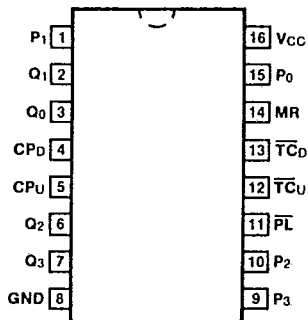 P1 1 16 VCC
Q1 2 15 P0
Q0 3 14 MR
CPD 4 13 TCD
CPU 5 12 TCU
Q2 6 11 PL
Q3 7 10 P2
GND 8 9 P3